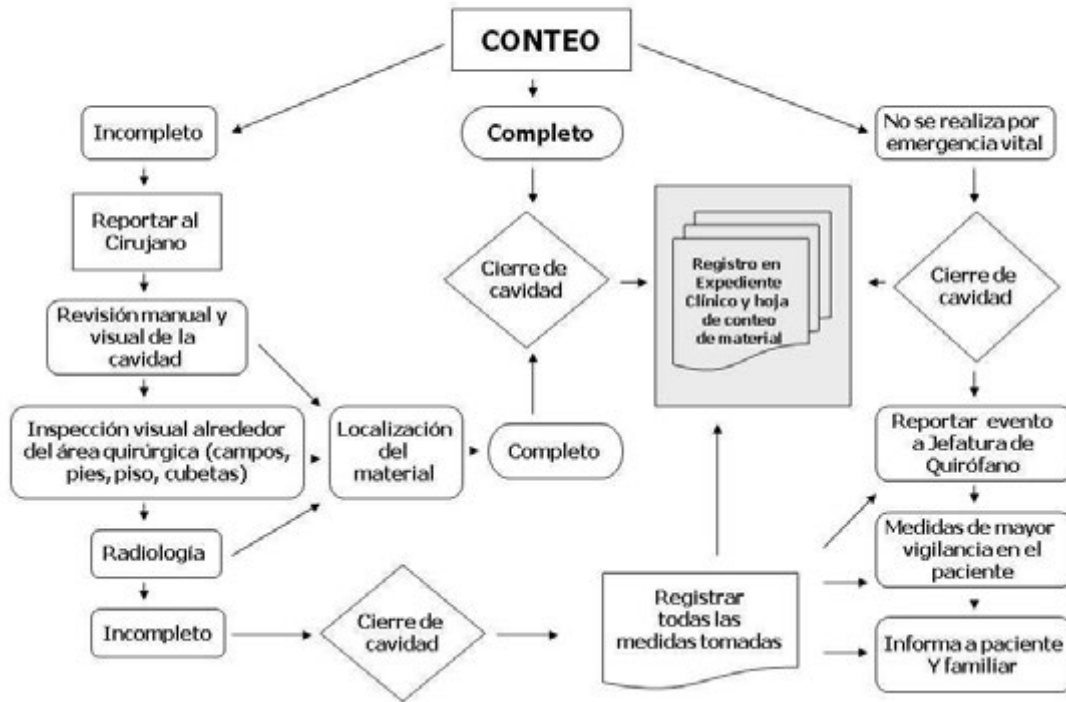 CONTEO
Incompleto
Completo
No se realiza por
emergencia vital
Reportar al
Cirujano
Cierre de
cavidad
Registro en
Expediente
Clínico y hoja
de conteo
de material
Cierre de
cavidad
Revisión manual y
visual de la
cavidad
Inspección visual alrededor
del área quirúrgica (campos,
pies, piso, cubetas)
Localización
del
material
Completo
Reportar evento
a Jefatura de
Quirófano
Radiología
Medidas de mayor
vigilancia en el
paciente
Incompleto
Cierre de
cavidad
Registrar
todas las
medidas tomadas
Informa a paciente
Y familiar